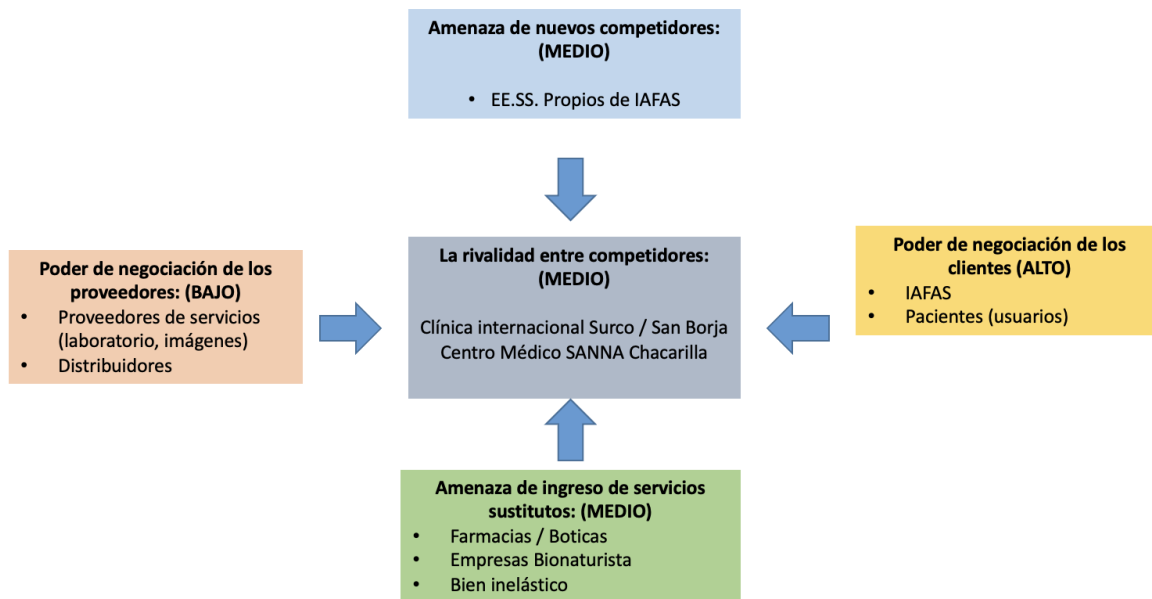 Amenaza de nuevos competidores:
(MEDIO)
• EE.SS. Propios de IAFAS
Poder de negociación de los
proveedores: (BAJO)
• Proveedores de servicios
(laboratorio, imágenes)
• Distribuidores
La rivalidad entre competidores:
(MEDIO)
Clínica internacional Surco / San Borja
Centro Médico SANNA Chacarilla
Poder de negociación de los
clientes (ALTO)
• IAFAS
• Pacientes (usuarios)
Amenaza de ingreso de servicios
sustitutos: (MEDIO)
• Farmacias / Boticas
• Empresas Bionaturista
• Bien inelástico